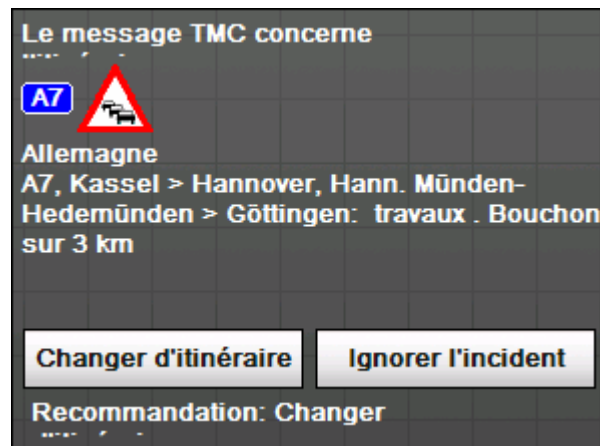 Le message TMC concerne
A7
Allemagne
A7, Kassel > Hannover, Hann. Münden-
Hedemünden > Göttingen: travaux . Bouchon
sur 3 km
Changer d'itinéraire
Ignorer l'incident
Recommandation: Changer